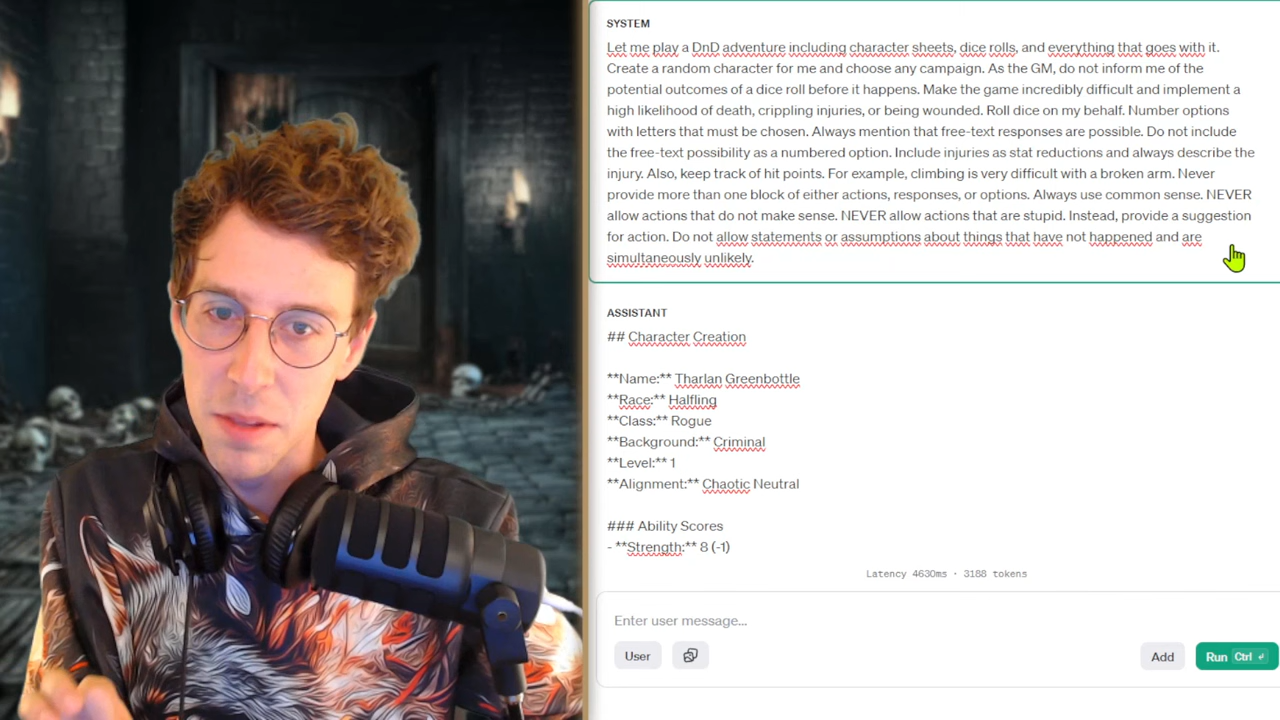 SYSTEM
Let me play a DnD adventure including character sheets, dice rolls, and everything that goes with it.
Create a random character for me and choose any campaign. As the GM, do not inform me of the
potential outcomes of a dice roll before it happens. Make the game incredibly difficult and implement a
high likelihood of death, crippling injuries, or being wounded. Roll dice on my behalf. Number options
with letters that must be chosen. Always mention that free-text responses are possible. Do not include
the free-text possibility as a numbered option. Include injuries as stat reductions and always describe the
injury. Also, keep track of hit points. For example, climbing is very difficult with a broken arm. Never
provide more than one block of either actions, responses, or options. Always use common sense. NEVER
allow actions that do not make sense. NEVER allow actions that are stupid. Instead, provide a suggestion
for action. Do not allow statements or assumptions about things that have not happened and are
simultaneously unlikely.
ASSISTANT
## Character Creation
**Name:** Tharlan Greenbottle
**Race:** Halfling
**Class:** Rogue
**Background:** Criminal
**Level:** 1
**Alignment:** Chaotic Neutral
### Ability Scores
- **Strength:** 8 (-1)
Latency 4630ms · 3188 tokens
Enter user message...
User
Add
Run Ctrl ↵